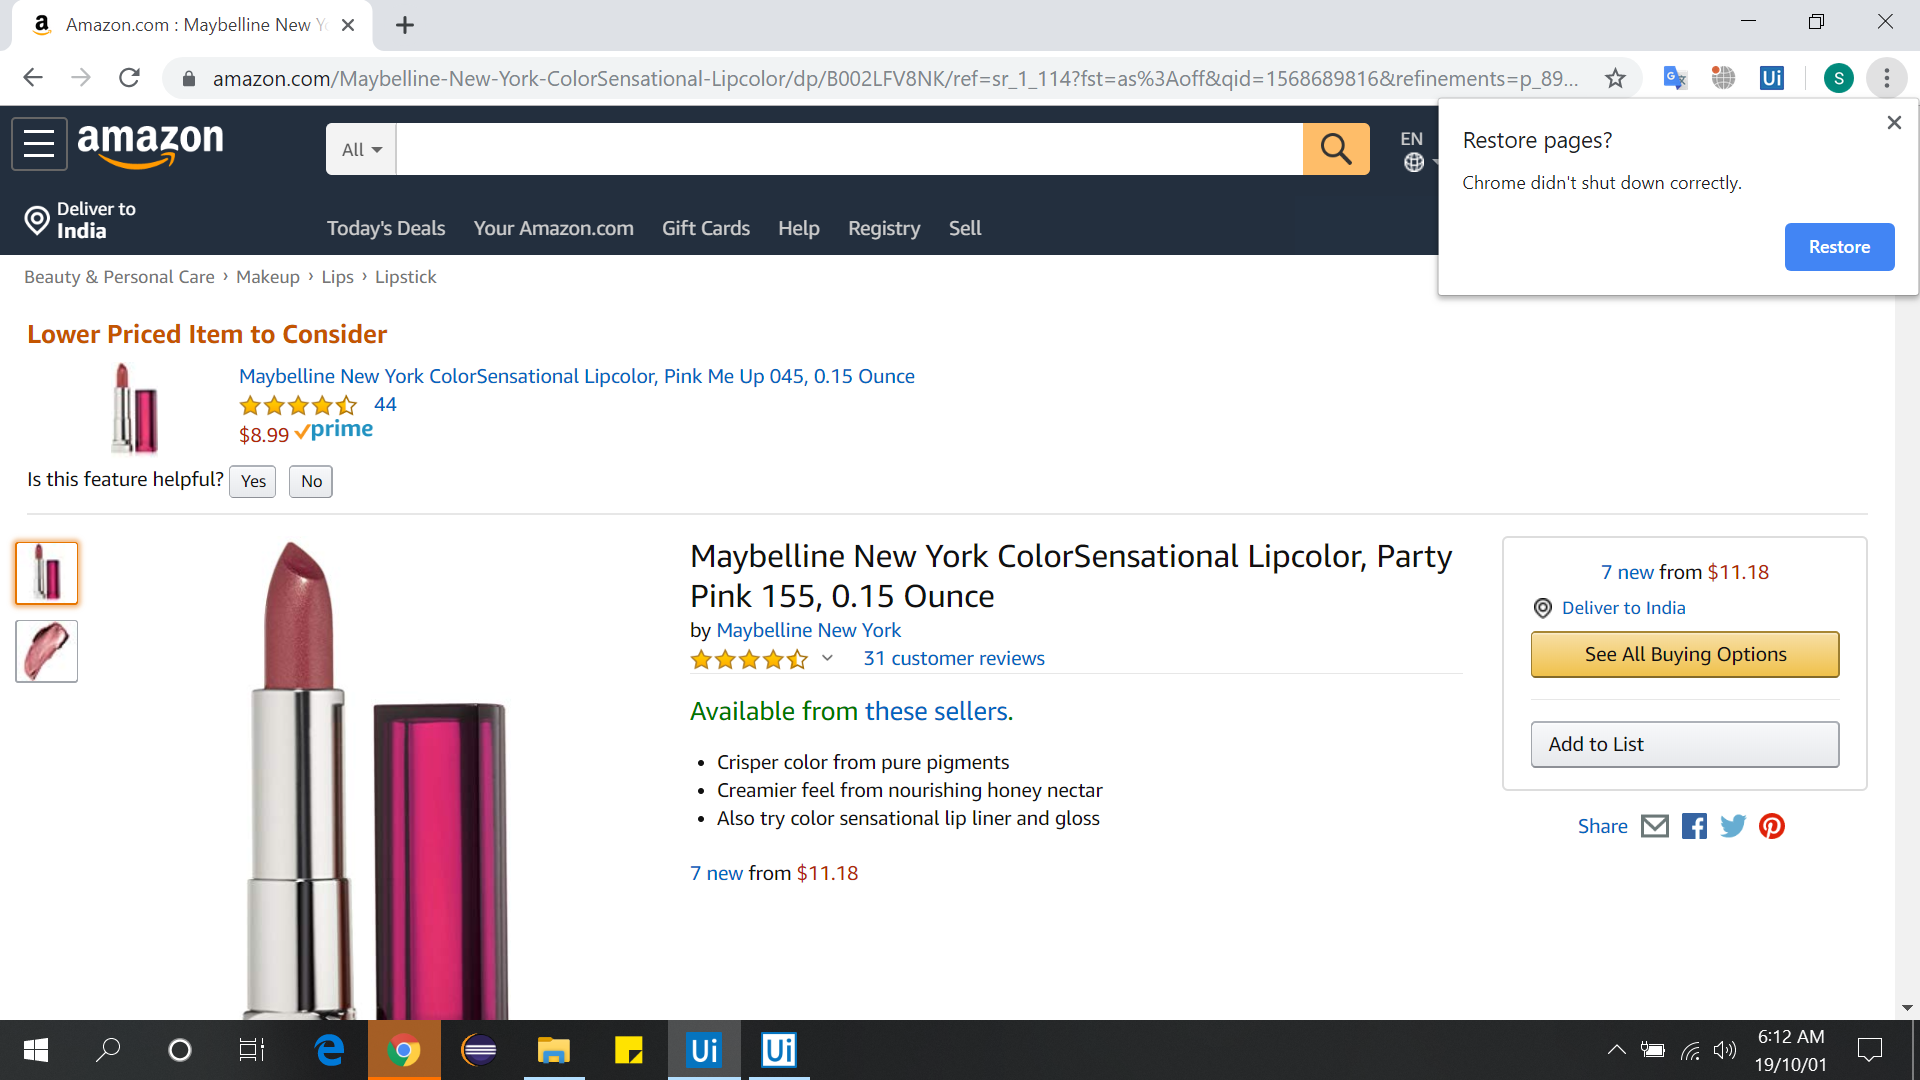 Amazon.com : Maybelline New Y
amazon.com/Maybelline-New-York-ColorSensational-Lipcolor/dp/B002LFV8NK/ref=sr_1_114?fst=as%3Aoff&qid=1568689816&refinements=p_89...
Ui
S
Restore pages?
Chrome didn't shut down correctly.
Restore
amazon
All
EN
Deliver to
India
Today's Deals
Your Amazon.com
Gift Cards
Help
Registry
Sell
Beauty & Personal Care › Makeup › Lips › Lipstick
Lower Priced Item to Consider
Maybelline New York ColorSensational Lipcolor, Pink Me Up 045, 0.15 Ounce
44
$8.99 prime
Is this feature helpful? Yes No
Maybelline New York ColorSensational Lipcolor, Party
Pink 155, 0.15 Ounce
by Maybelline New York
31 customer reviews
Available from these sellers.
• Crisper color from pure pigments
• Creamier feel from nourishing honey nectar
• Also try color sensational lip liner and gloss
7 new from $11.18
7 new from $11.18
Deliver to India
See All Buying Options
Add to List
Share
Ui
Ui
6:12 AM
19/10/01